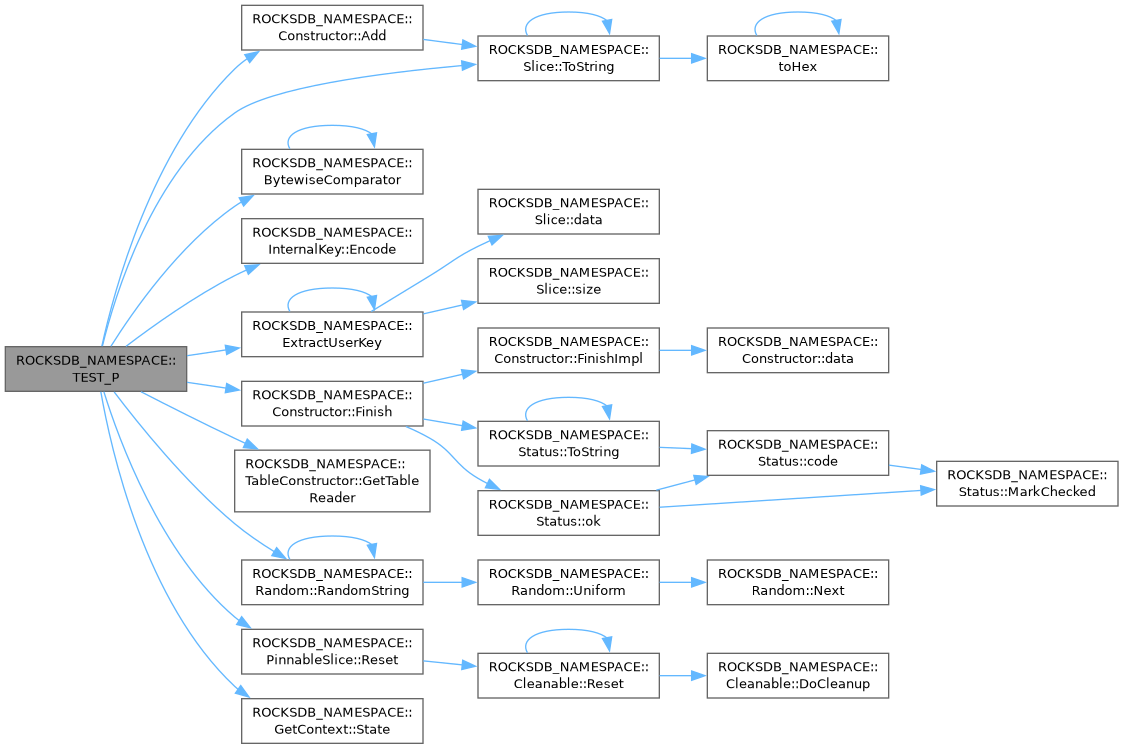 ROCKSDB_NAMESPACE::
Constructor::Add
ROCKSDB_NAMESPACE::
Slice::ToString
ROCKSDB_NAMESPACE::
toHex
ROCKSDB_NAMESPACE::
BytewiseComparator
ROCKSDB_NAMESPACE::
Slice::data
ROCKSDB_NAMESPACE::
InternalKey::Encode
ROCKSDB_NAMESPACE::
Slice::size
ROCKSDB_NAMESPACE::
ExtractUserKey
ROCKSDB_NAMESPACE::
Constructor::FinishImpl
ROCKSDB_NAMESPACE::
Constructor::data
ROCKSDB_NAMESPACE::
TEST_P
ROCKSDB_NAMESPACE::
Constructor::Finish
ROCKSDB_NAMESPACE::
Status::ToString
ROCKSDB_NAMESPACE::
Status::code
ROCKSDB_NAMESPACE::
TableConstructor::GetTable
Reader
ROCKSDB_NAMESPACE::
Status::MarkChecked
ROCKSDB_NAMESPACE::
Status::ok
ROCKSDB_NAMESPACE::
Random::RandomString
ROCKSDB_NAMESPACE::
Random::Uniform
ROCKSDB_NAMESPACE::
Random::Next
ROCKSDB_NAMESPACE::
PinnableSlice::Reset
ROCKSDB_NAMESPACE::
Cleanable::Reset
ROCKSDB_NAMESPACE::
Cleanable::DoCleanup
ROCKSDB_NAMESPACE::
GetContext::State